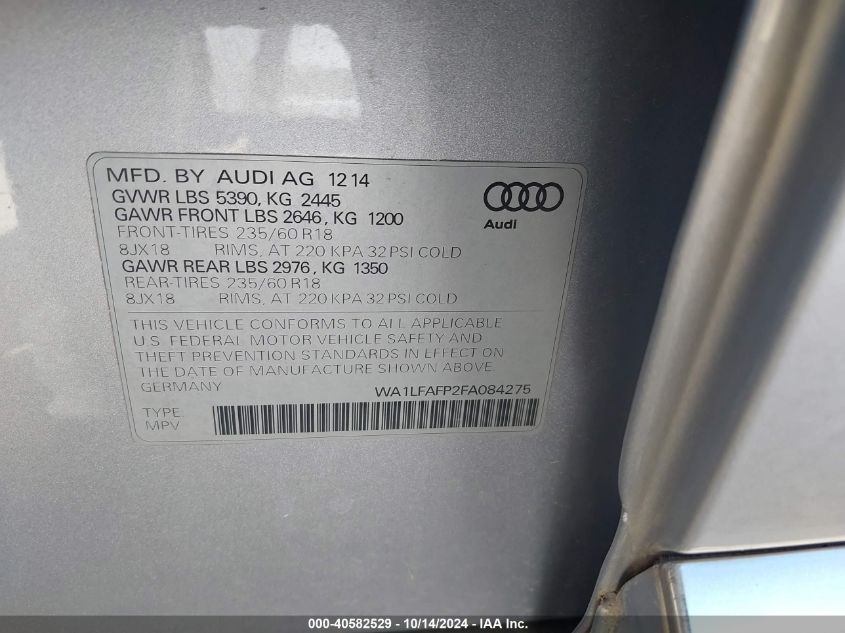 MFD. BY AUDI AG 12 14
GVWR LBS 5390, KG 2445
GAWR FRONT LBS 2646, KG 1200
FRONT-TIRES 235/60 R18
8JX18 RIMS, AT 220 KPA 32 PSI COLD
GAWR REAR LBS 2976, KG 1350
REAR-TIRES 235/60 R18
8JX18 RIMS, AT 220 KPA 32 PSI COLD
Audi
THIS VEHICLE CONFORMS TO ALL APPLICABLE
U.S. FEDERAL MOTOR VEHICLE SAFETY AND
THEFT PREVENTION STANDARDS IN EFFECT ON
THE DATE OF MANUFACTURE SHOWN ABOVE.
GERMANY WA1LFAFP2FA084275
TYPE:
MPV
000-40582529 - 10/14/2024 - IAA Inc.